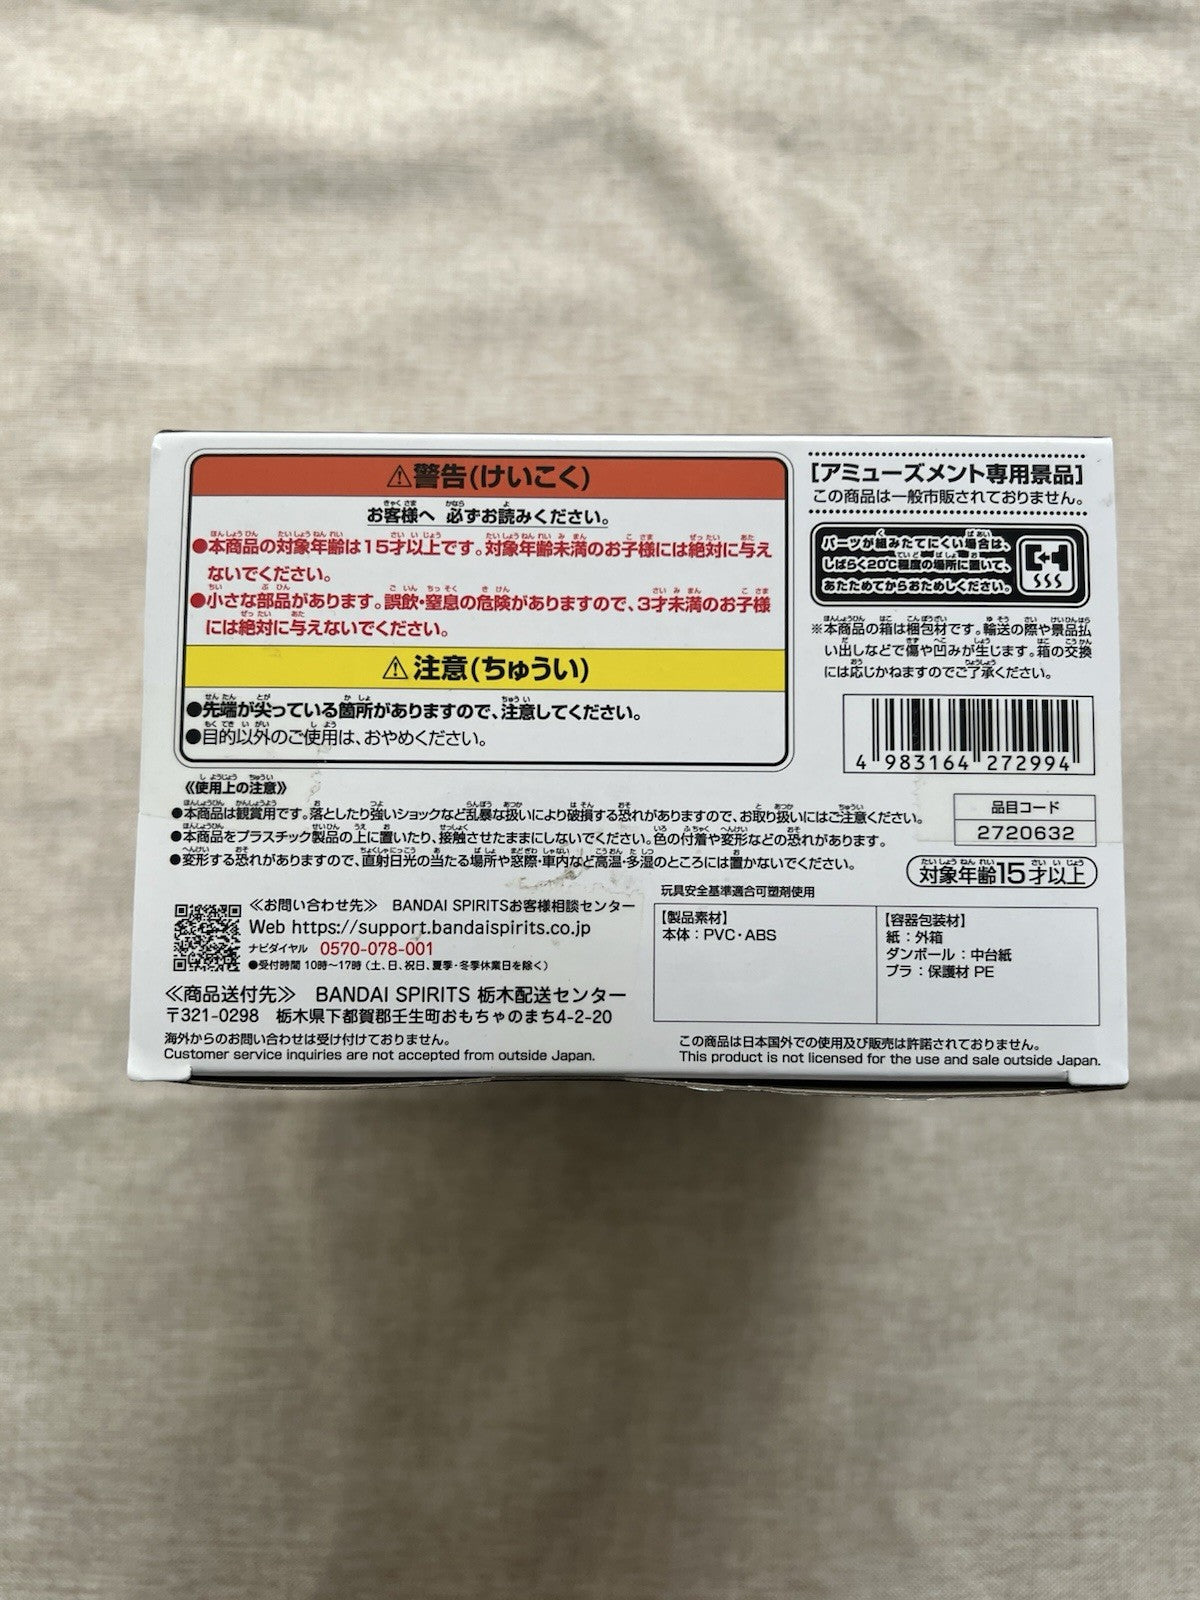 ⚠警告(けいこく)
お客様へ 必ずお読みください。
●本商品の対象年齢は15才以上です。対象年齢未満のお子様には絶対に与え
ないでください。
●小さな部品があります。誤飲・窒息の危険がありますので、3才未満のお子様
には絶対に与えないでください。
⚠注意(ちゅうい)
●先端が尖っている箇所がありますので、注意してください。
●目的以外のご使用は、おやめください。
[アミューズメント専用景品]
この商品は一般市販されておりません。
パーツが組みたてにくい場合は、
しばらく20℃程度の場所に置いて、
あたためてからおためしください。
※本商品の箱は梱包材です。輸送の際や景品払
い出しなどで傷や凹みが生じます。箱の交換
には応じかねますのでご了承ください。
4 983164 272994
品目コード
2720632
対象年齢15才以上
《使用上の注意》
●本商品は観賞用です。落としたり強いショックなど乱暴な扱いにより破損する恐れがありますので、お取り扱いにはご注意ください。
●本商品をプラスチック製品の上に置いたり、接触させたままにしないでください。色の付着や変形などの恐れがあります。
●変形する恐れがありますので、直射日光の当たる場所や窓際・車内など高温・多湿のところには置かないでください。
≪お問い合わせ先≫ BANDAI SPIRITSお客様相談センター
Web https://support.bandaispirits.co.jp
ナビダイヤル 0570-078-001
●受付時間 10時〜17時(土、日、祝日、夏季・冬季休業日を除く)
≪商品送付先≫ BANDAI SPIRITS 栃木配送センター
〒321-0298 栃木県下都賀郡壬生町おもちゃのまち4-2-20
海外からのお問い合わせは受け付けておりません。
Customer service inquiries are not accepted from outside Japan.
玩具安全基準適合可塑剤使用
【製品素材】
本体：PVC・ABS
【容器包装材】
紙：外箱
ダンボール：中台紙
プラ：保護材 PE
この商品は日本国外での使用及び販売は許諾されておりません。
This product is not licensed for the use and sale outside Japan.